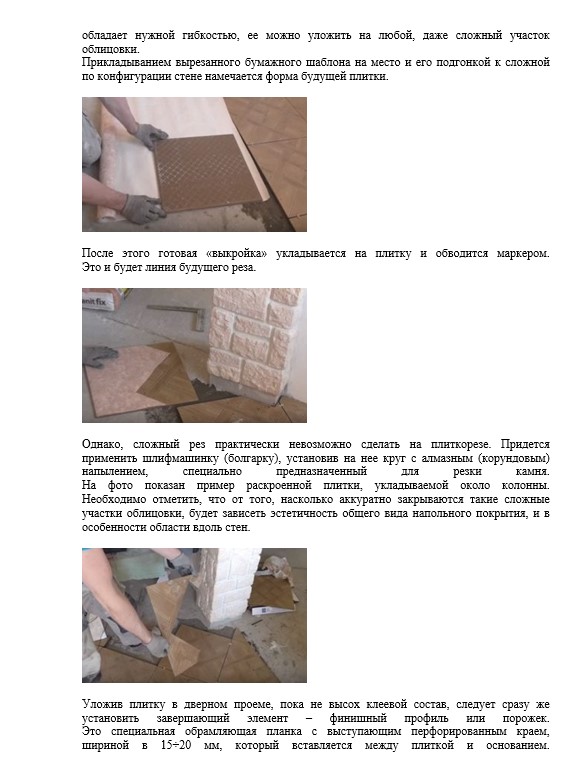 обладает нужной гибкостью, ее можно уложить на любой, даже сложный участок
облицовки.
Прикладыванием вырезанного бумажного шаблона на место и его подгонкой к сложной
по конфигурации стене намечается форма будущей плитки.
После этого готовая «выкройка» укладывается на плитку и обводится маркером.
Это и будет линия будущего реза.
anit fix
Однако, сложный рез практически невозможно сделать на плиткорезе. Придется
применить шлифмашинку (болгарку), установив на нее круг с алмазным (корундовым)
напылением, специально предназначенный для резки камня.
На фото показан пример раскроенной плитки, укладываемой около колонны.
Необходимо отметить, что от того, насколько аккуратно закрываются такие сложные
участки облицовки, будет зависеть эстетичность общего вида напольного покрытия, и в
особенности области вдоль стен.
Уложив плитку в дверном проеме, пока не высох клеевой состав, следует сразу же
установить завершающий элемент – финишный профиль или порожек.
Это специальная обрамляющая планка с выступающим перфорированным краем,
шириной в 15÷20 мм, который вставляется между плиткой и основанием.